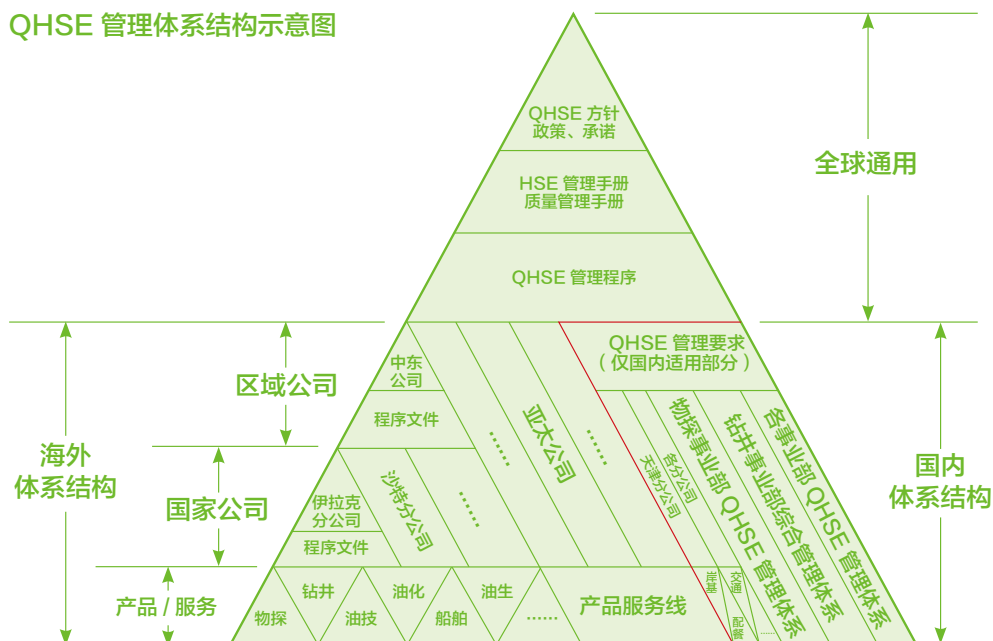 QHSE 管理体系结构示意图
QHSE 方针
政策、承诺
HSE 管理手册
质量管理手册
QHSE 管理程序
全球通用
海外
体系结构
区域公司
国家公司
产品 / 服务
中东
公司
程序文件
伊拉克
分公司
程序文件
沙特分公司
……
……
亚太公司
……
QHSE 管理要求
（仅国内适用部分）
天津分公司
各分公司
物探事业部 QHSE 管理体系
钻井事业部综合管理体系
各事业部 QHSE 管理体系
国内
体系结构
物探
钻井
油技
油化
船舶
油生
……
产品服务线
岸基
交通
配餐
……